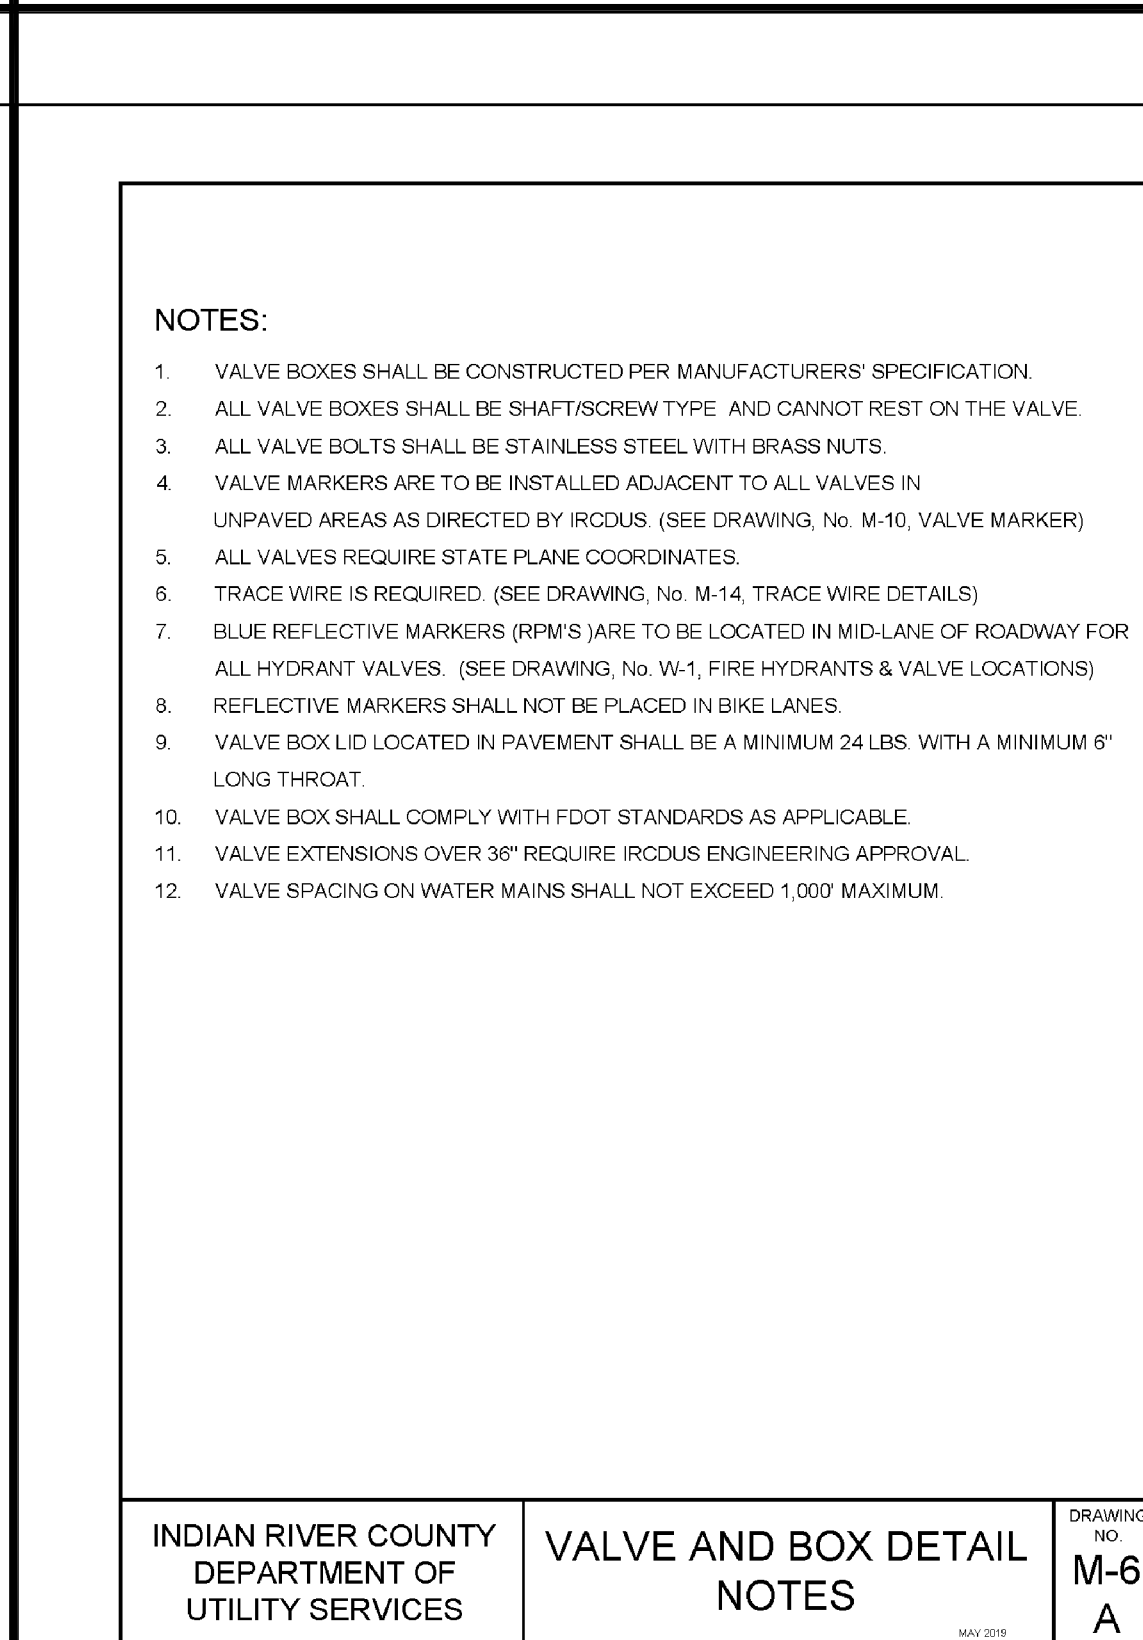 NOTES:
1. VALVE BOXES SHALL BE CONSTRUCTED PER MANUFACTURERS' SPECIFICATION.
2. ALL VALVE BOXES SHALL BE SHAFT/SCREW TYPE AND CANNOT REST ON THE VALVE.
3. ALL VALVE BOLTS SHALL BE STAINLESS STEEL WITH BRASS NUTS.
4. VALVE MARKERS ARE TO BE INSTALLED ADJACENT TO ALL VALVES IN
UNPAVED AREAS AS DIRECTED BY IRCDUS. (SEE DRAWING, No. M-10, VALVE MARKER)
5. ALL VALVES REQUIRE STATE PLANE COORDINATES.
6. TRACE WIRE IS REQUIRED. (SEE DRAWING, No. M-14, TRACE WIRE DETAILS)
7. BLUE REFLECTIVE MARKERS (RPM'S )ARE TO BE LOCATED IN MID-LANE OF ROADWAY FOR
ALL HYDRANT VALVES. (SEE DRAWING, No. W-1, FIRE HYDRANTS & VALVE LOCATIONS)
8. REFLECTIVE MARKERS SHALL NOT BE PLACED IN BIKE LANES.
9. VALVE BOX LID LOCATED IN PAVEMENT SHALL BE A MINIMUM 24 LBS. WITH A MINIMUM 6"
LONG THROAT.
10. VALVE BOX SHALL COMPLY WITH FDOT STANDARDS AS APPLICABLE.
11. VALVE EXTENSIONS OVER 36" REQUIRE IRCDUS ENGINEERING APPROVAL.
12. VALVE SPACING ON WATER MAINS SHALL NOT EXCEED 1,000' MAXIMUM.
INDIAN RIVER COUNTY
DEPARTMENT OF
UTILITY SERVICES
VALVE AND BOX DETAIL
NOTES
MAY 2019
DRAWING
NO.
M-6
A